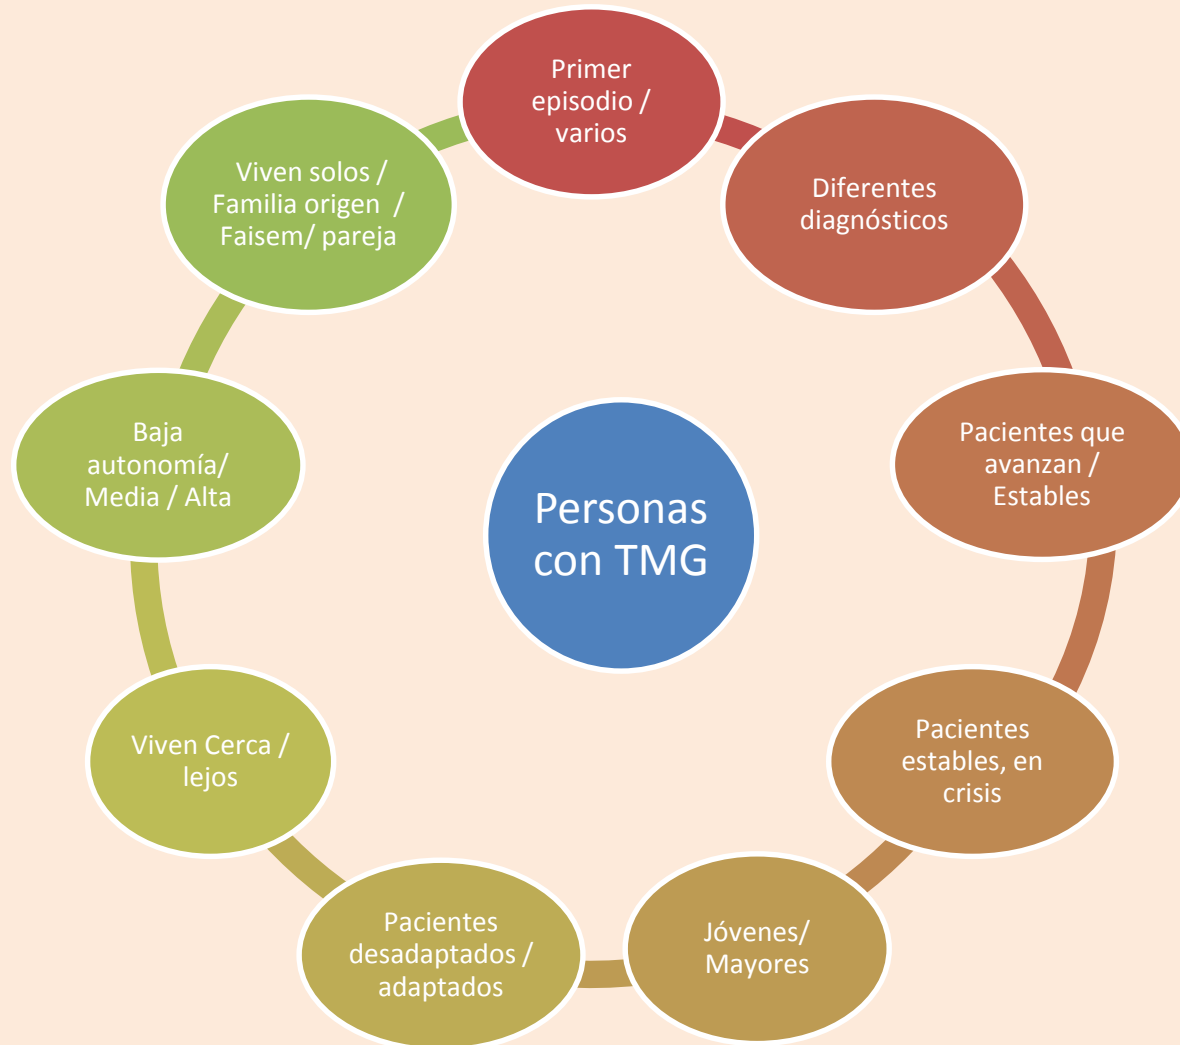 Primer
episodio /
varios
Diferentes
diagnósticos
Pacientes que
avanzan /
Estables
Pacientes
estables, en
crisis
Jóvenes/
Mayores
Pacientes
desadaptados /
adaptados
Viven Cerca /
lejos
Baja
autonomía/
Media / Alta
Viven solos /
Familia origen /
Faisem/ pareja
Personas
con TMG